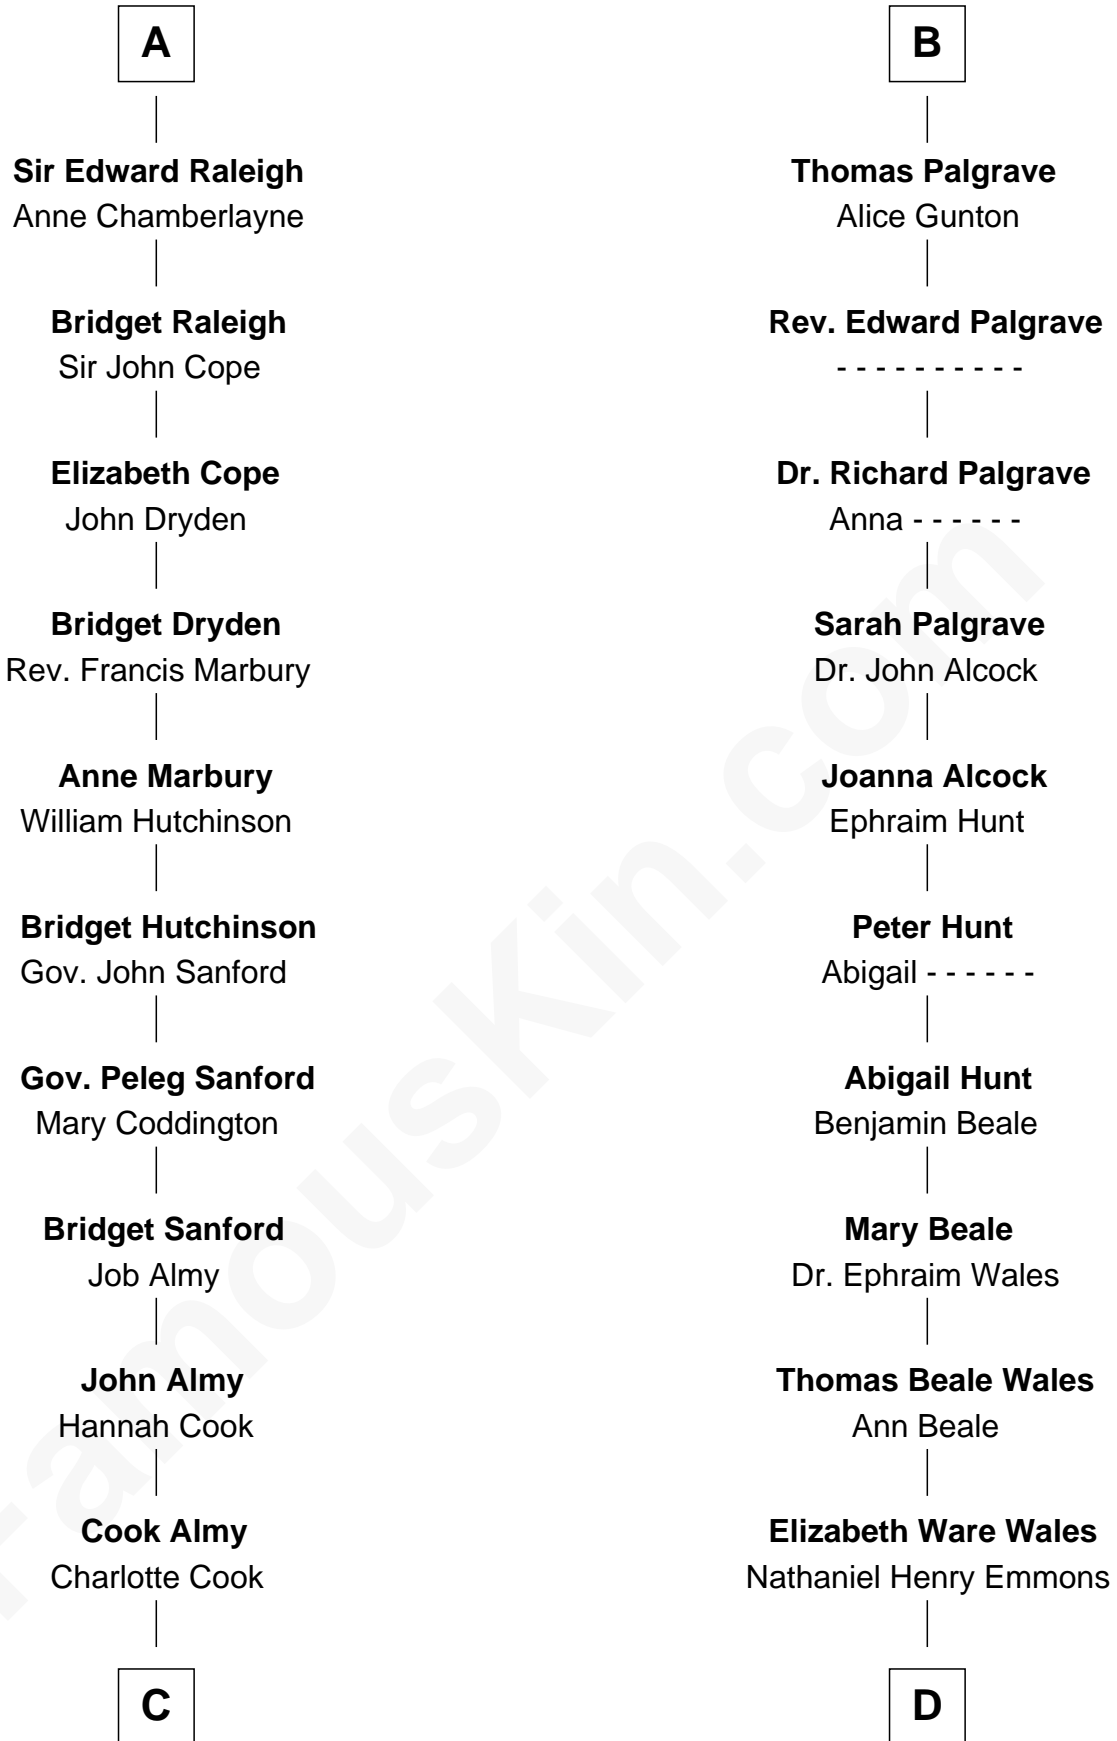 A
Sir Edward Raleigh
Anne Chamberlayne
Bridget Raleigh
Sir John Cope
Elizabeth Cope
John Dryden
Bridget Dryden
Rev. Francis Marbury
Anne Marbury
William Hutchinson
Bridget Hutchinson
Gov. John Sanford
Gov. Peleg Sanford
Mary Coddington
Bridget Sanford
Job Almy
John Almy
Hannah Cook
Cook Almy
Charlotte Cook
C
B
Thomas Palgrave
Alice Gunton
Rev. Edward Palgrave
- - - - - - - - - -
Dr. Richard Palgrave
Anna - - - - - -
Sarah Palgrave
Dr. John Alcock
Joanna Alcock
Ephraim Hunt
Peter Hunt
Abigail - - - - - -
Abigail Hunt
Benjamin Beale
Mary Beale
Dr. Ephraim Wales
Thomas Beale Wales
Ann Beale
Elizabeth Ware Wales
Nathaniel Henry Emmons
D
FamousKin.com